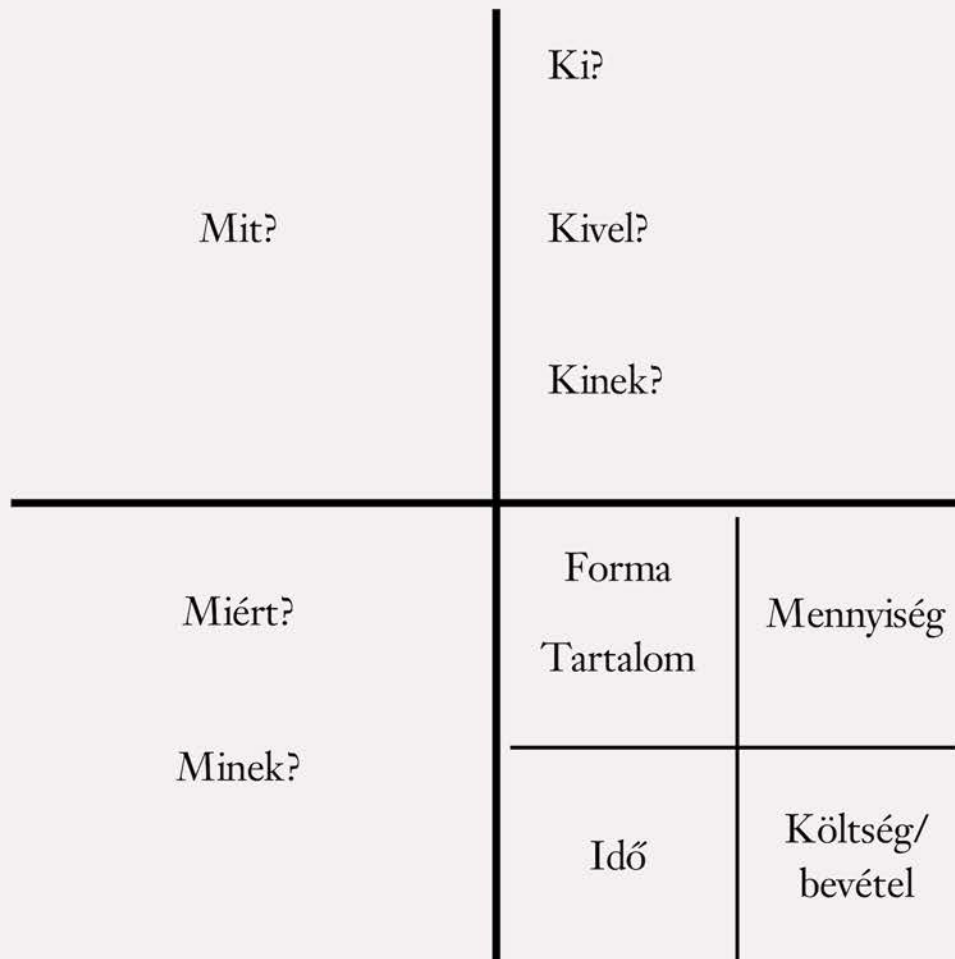 Mit?
Ki?
Kivel?
Kinek?
Miért?
Minek?
Forma
Tartalom
Mennyiség
Idő
Költség/
bevétel